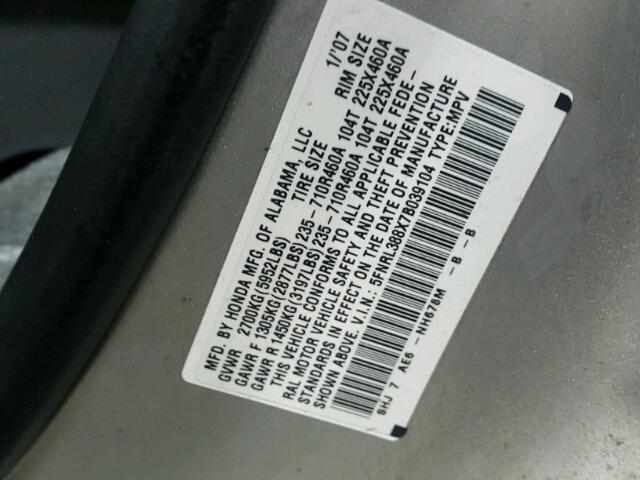 MFD. BY HONDA MFG. OF ALABAMA, LLC 1/'07
GVWR 2700KG(5952LBS) TIRE SIZE RIM SIZE
GAWR F 1305KG(2877LBS)235-710R460A 104T 225X460A
GAWR R 1450KG(3197LBS)235-710R460A 104T 225X460A
THIS VEHICLE CONFORMS TO ALL APPLICABLE FEDE-
RAL MOTOR VEHICLE SAFETY AND THEFT PREVENTION
STANDARDS IN EFFECT ON THE DATE OF MANUFACTURE
SHOWN ABOVE. V.I.N.: 5FNRL388X7B039104 TYPE:MPV
SHJ 7 AE6 -NH678M -B -B